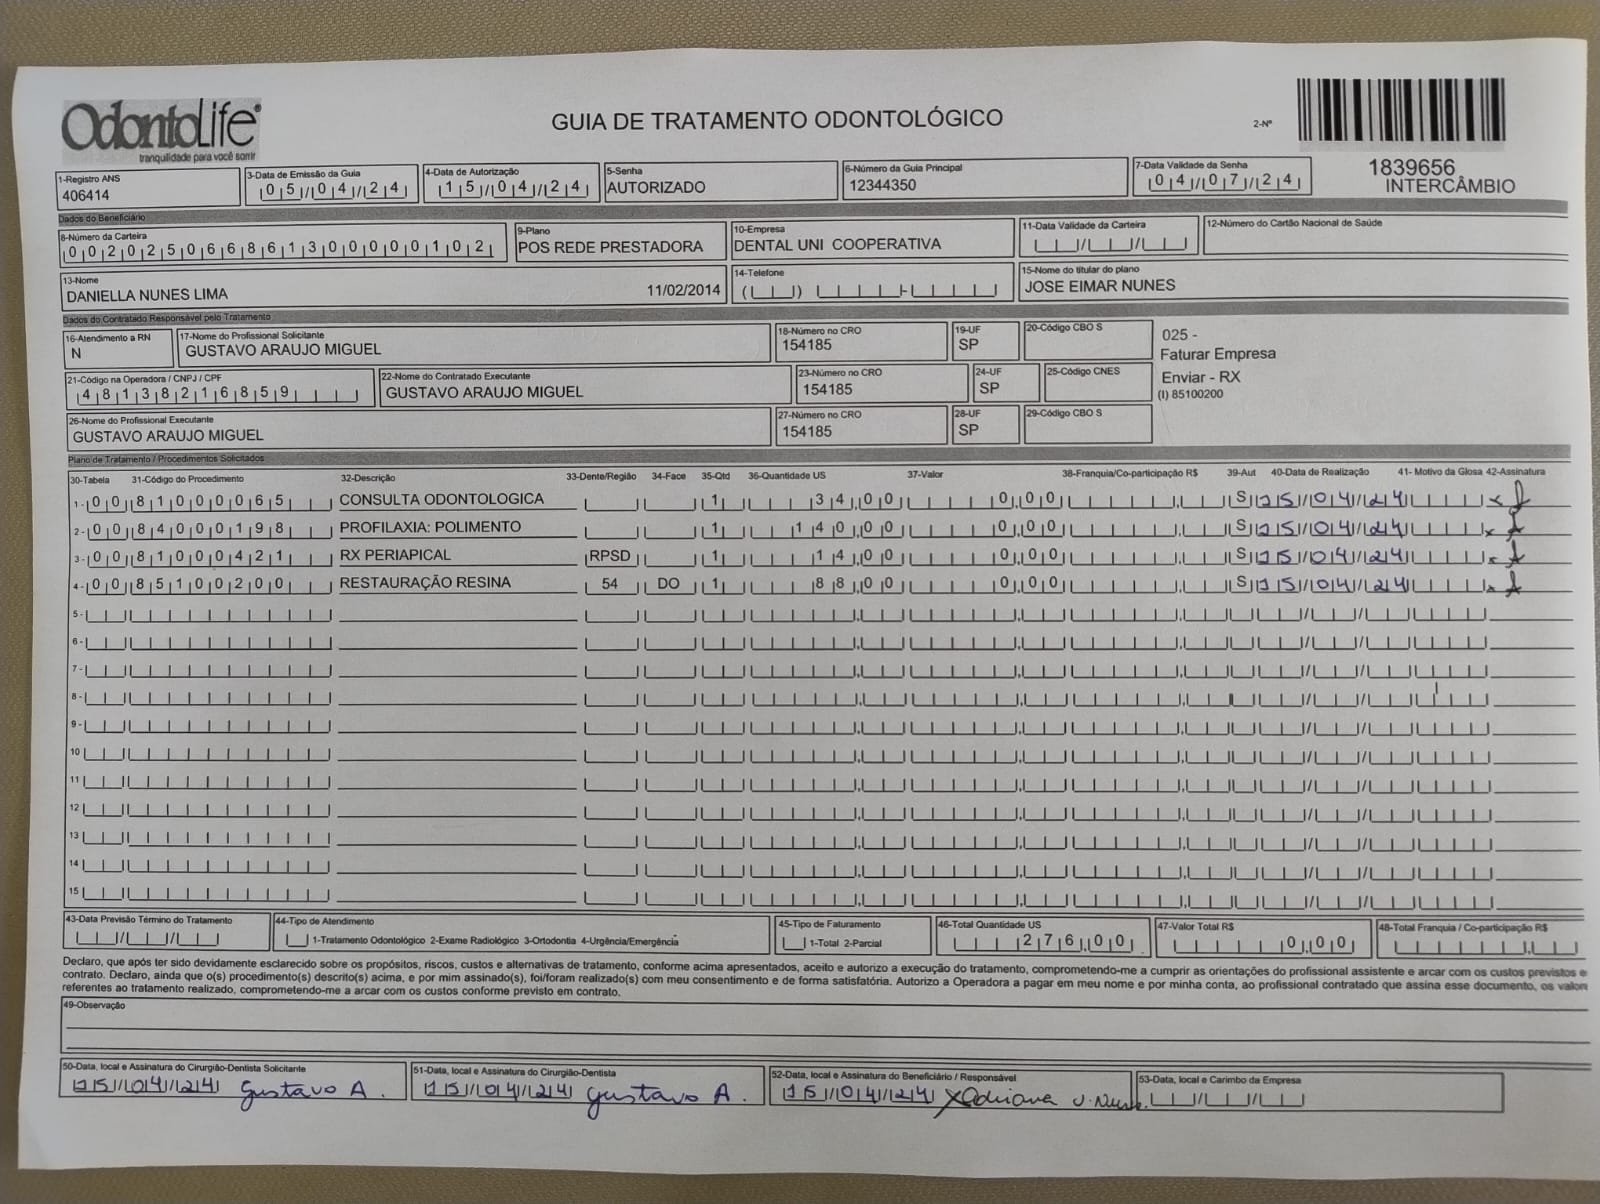 OdontoLife®
tranquilidade para você sorrir
GUIA DE TRATAMENTO ODONTOLÓGICO
2-Nº
1839656
INTERCÂMBIO
1-Registro ANS
406414
3-Data de Emissão da Guia
05/04/24
4-Data de Autorização
15/04/24
5-Senha
AUTORIZADO
6-Número da Guia Principal
12344350
7-Data Validade da Senha
04/07/24
Dados do Beneficiário
8-Número da Carteira
00202506686130000102
9-Plano
POS REDE PRESTADORA
10-Empresa
DENTAL UNI COOPERATIVA
11-Data Validade da Carteira
12-Número do Cartão Nacional de Saúde
13-Nome
DANIELLA NUNES LIMA 11/02/2014
14-Telefone
15-Nome do titular do plano
JOSE EIMAR NUNES
Dados do Contratado Responsável pelo Tratamento
16-Atendimento a RN
N
17-Nome do Profissional Solicitante
GUSTAVO ARAUJO MIGUEL
18-Número no CRO
154185
19-UF
SP
20-Código CBO S
025 -
Faturar Empresa
Enviar - RX
(I) 85100200
21-Código na Operadora / CNPJ / CPF
48138216859
22-Nome do Contratado Executante
GUSTAVO ARAUJO MIGUEL
23-Número no CRO
154185
24-UF
SP
25-Código CNES
26-Nome do Profissional Executante
GUSTAVO ARAUJO MIGUEL
27-Número no CRO
154185
28-UF
SP
29-Código CBO S
Plano de Tratamento / Procedimentos Solicitados
30-Tabela 31-Código do Procedimento 32-Descrição 33-Dente/Região 34-Face 35-Qtd 36-Quantidade US 37-Valor 38-Franquia/Co-participação R$ 39-Aut 40-Data de Realização 41- Motivo da Glosa 42-Assinatura
1- 00 81000065 CONSULTA ODONTOLOGICA 1 34,00 0,00 S 15/04/24
2- 00 84000198 PROFILAXIA: POLIMENTO 1 140,00 0,00 S 15/04/24
3- 00 81000421 RX PERIAPICAL RPSD 1 14,00 0,00 S 15/04/24
4- 00 85100200 RESTAURAÇÃO RESINA 54 DO 1 88,00 0,00 S 15/04/24
5-
6-
7-
8-
9-
10
11
12
13
14
15
43-Data Previsão Término do Tratamento
44-Tipo de Atendimento
1-Tratamento Odontológico 2-Exame Radiológico 3-Ortodontia 4-Urgência/Emergência
45-Tipo de Faturamento
1-Total 2-Parcial
46-Total Quantidade US
276,00
47-Valor Total R$
0,00
48-Total Franquia / Co-participação R$
Declaro, que após ter sido devidamente esclarecido sobre os propósitos, riscos, custos e alternativas de tratamento, conforme acima apresentados, aceito e autorizo a execução do tratamento, comprometendo-me a cumprir as orientações do profissional assistente e arcar com os custos previstos e
contrato. Declaro, ainda que o(s) procedimento(s) descrito(s) acima, e por mim assinado(s), foi/foram realizado(s) com meu consentimento e de forma satisfatória. Autorizo a Operadora a pagar em meu nome e por minha conta, ao profissional contratado que assina esse documento, os valore
referentes ao tratamento realizado, comprometendo-me a arcar com os custos conforme previsto em contrato.
49-Observação
50-Data, local e Assinatura do Cirurgião-Dentista Solicitante
15/04/24 Gustavo A.
51-Data, local e Assinatura do Cirurgião-Dentista
15/04/24 Gustavo A.
52-Data, local e Assinatura do Beneficiário / Responsável
15/04/24 Adriana
53-Data, local e Carimbo da Empresa